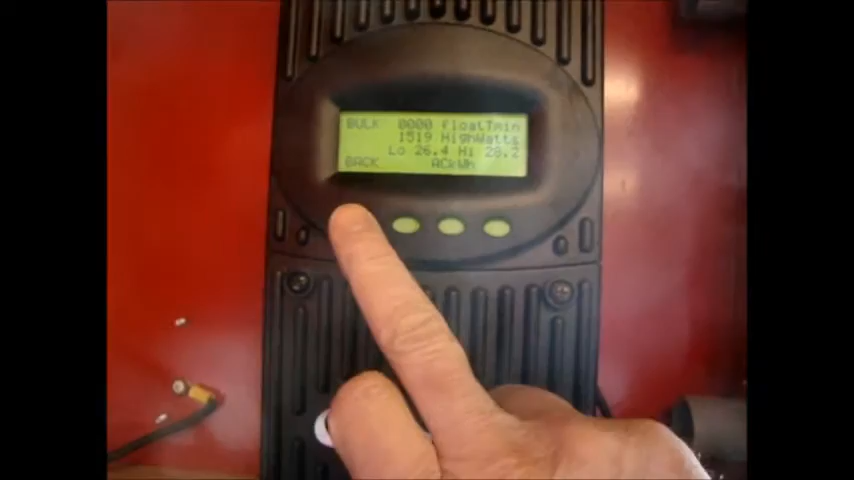 BULK 0000 FloatTmin
1519 HighWatts
Lo 26.4 Hi 28.2
BACK ACkWh